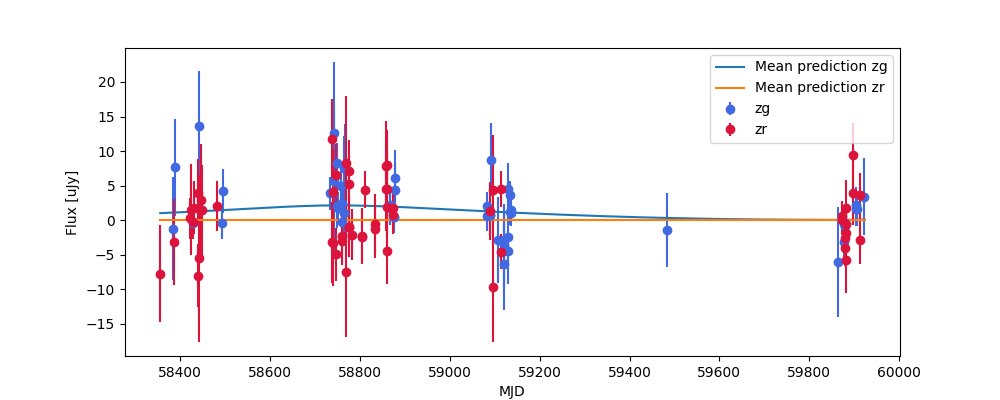 Mean prediction zg
Mean prediction zr
zg
zr
20
15
10
5
0
−5
−10
−15
Flux [uJy]
58400 58600 58800 59000 59200 59400 59600 59800 60000
MJD